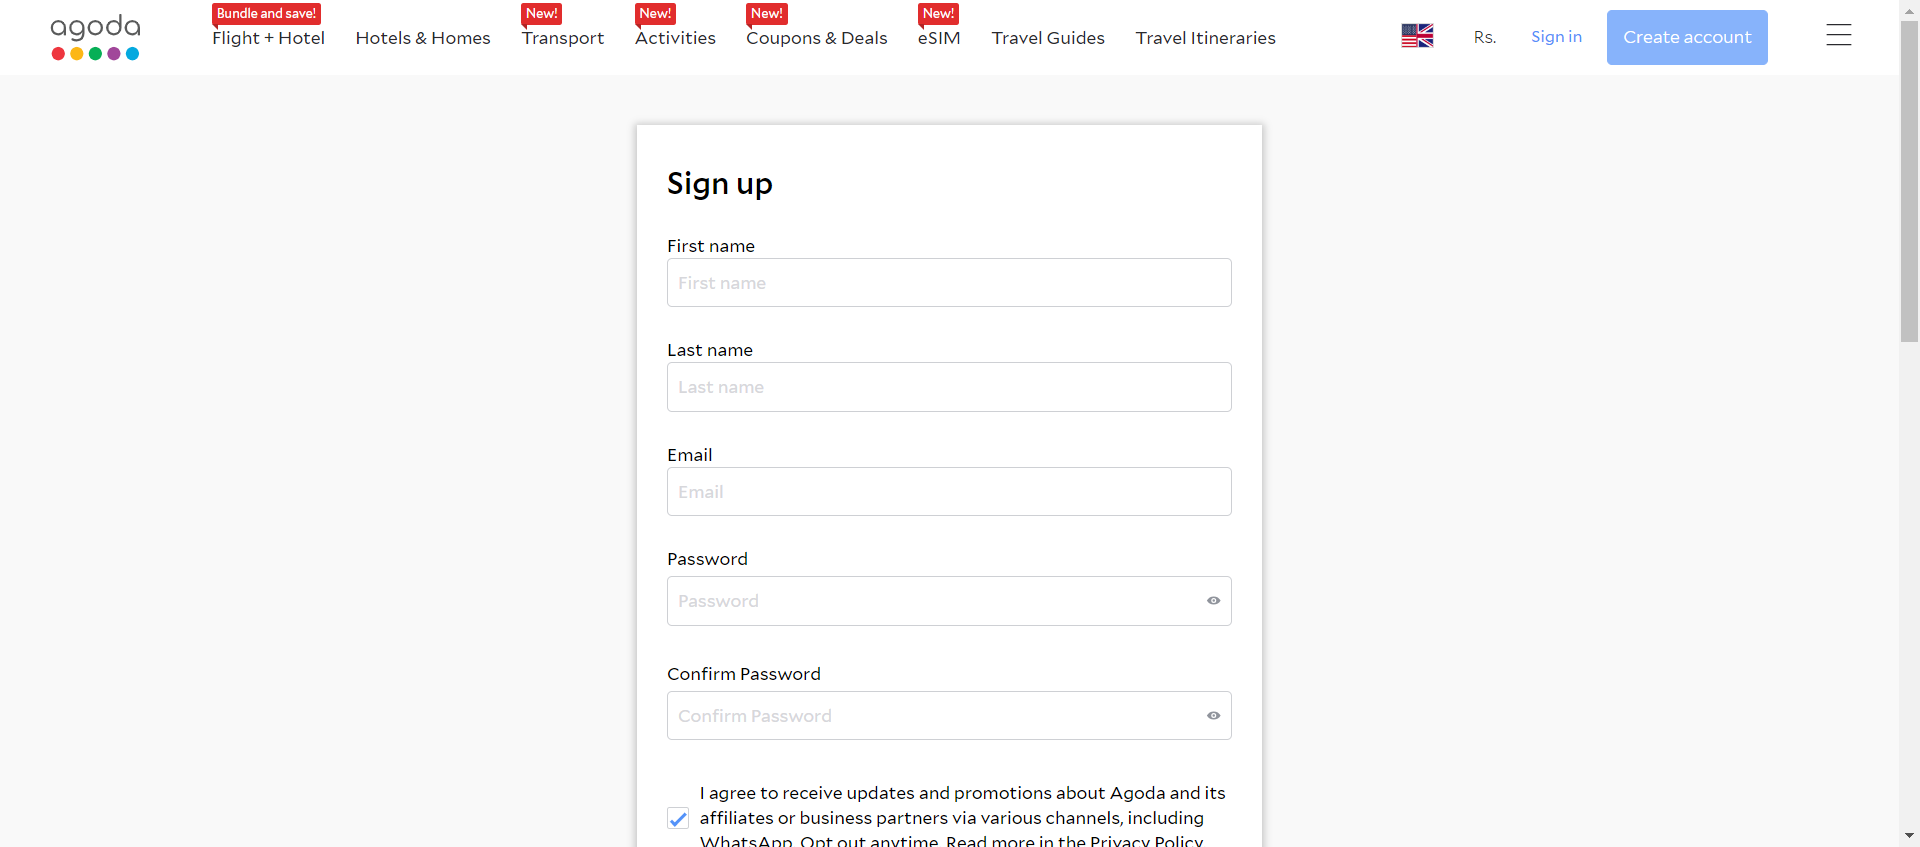 agoda
Bundle and save!
Flight + Hotel
Hotels & Homes
New!
Transport
New!
Activities
New!
Coupons & Deals
New!
eSIM
Travel Guides
Travel Itineraries
Rs.
Sign in
Create account
Sign up
First name
First name
Last name
Last name
Email
Email
Password
Password
Confirm Password
Confirm Password
I agree to receive updates and promotions about Agoda and its
affiliates or business partners via various channels, including
WhatsApp. Opt out anytime. Read more in the Privacy Policy.